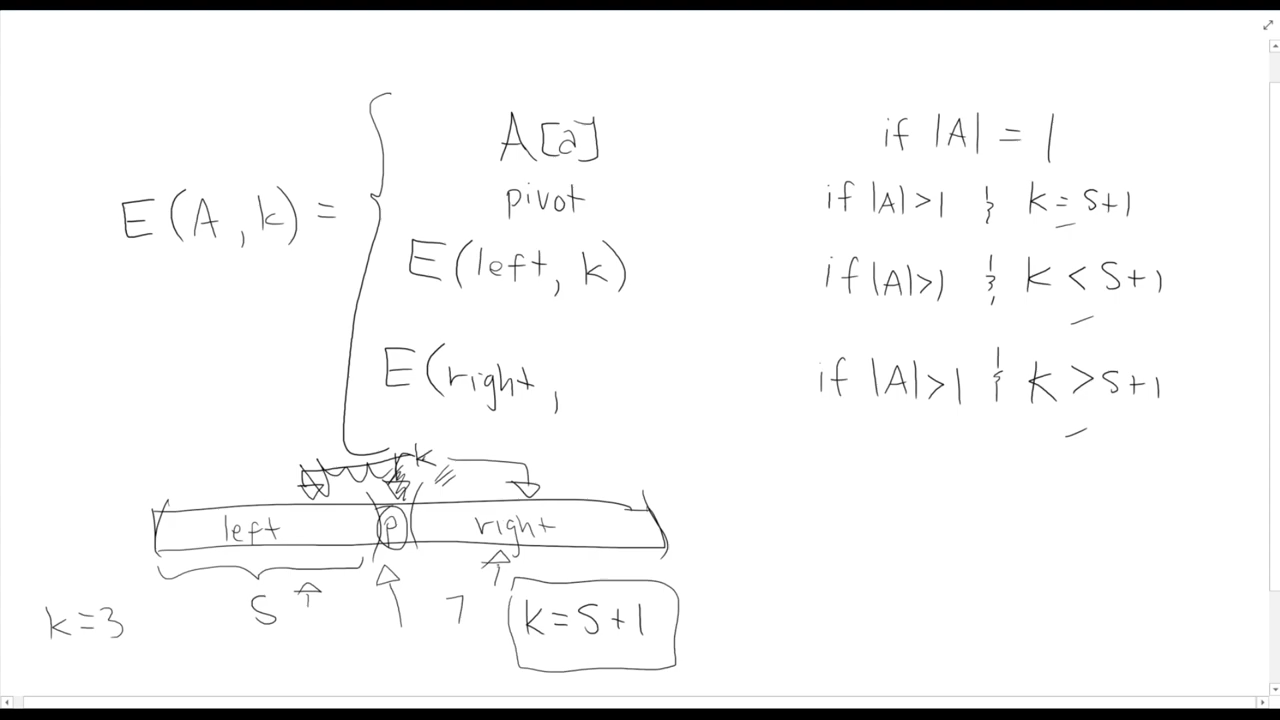 A[a] if |A| = 1
pivot if |A|>1 & k = S+1
E(A, k) =
E(left, k) if |A|>1 & k < S+1
E(right, if |A|>1 & k > S+1
k
left P right
S 7 k = S+1
k=3